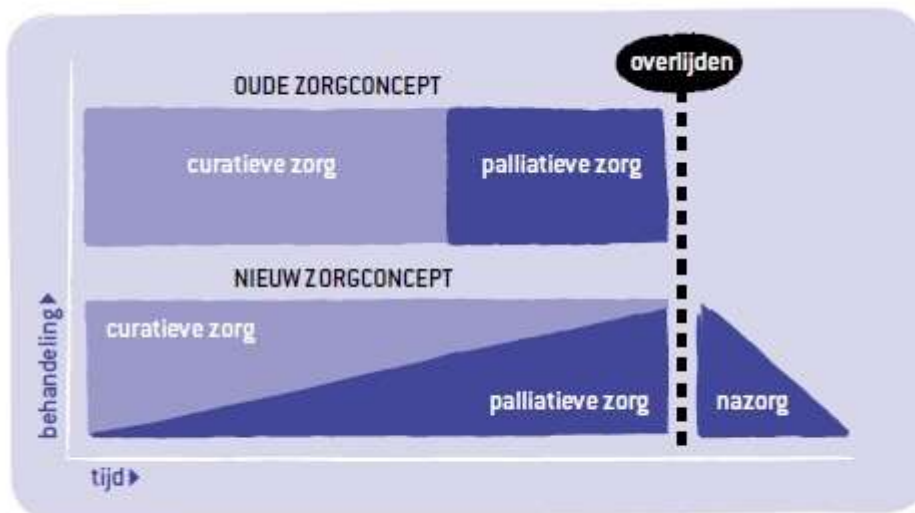 overlijden
OUDE ZORGCONCEPT
curatieve zorg
palliatieve zorg
NIEUW ZORGCONCEPT
curatieve zorg
palliatieve zorg
nazorg
behandeling
tijd